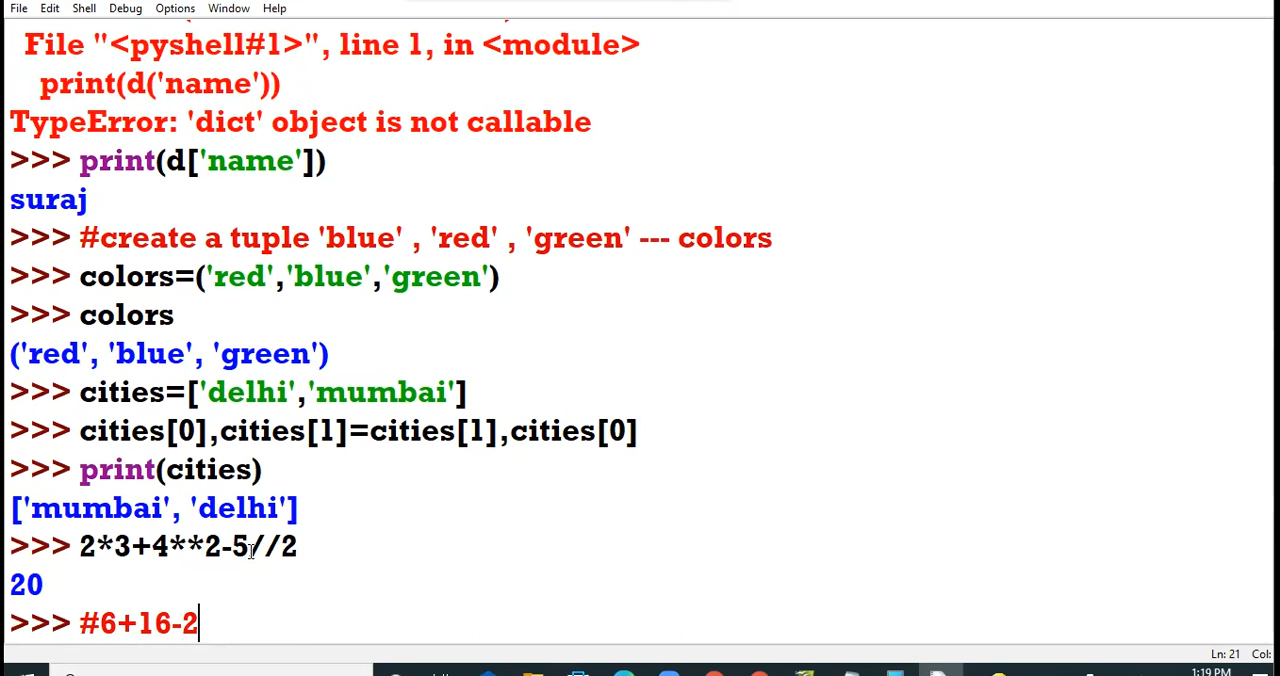 File Edit Shell Debug Options Window Help
File "<pyshell#1>", line 1, in <module>
print(d('name'))
TypeError: 'dict' object is not callable
>>> print(d['name'])
suraj
>>> #create a tuple 'blue' , 'red' , 'green' --- colors
>>> colors=('red','blue','green')
>>> colors
('red', 'blue', 'green')
>>> cities=['delhi','mumbai']
>>> cities[0],cities[1]=cities[1],cities[0]
>>> print(cities)
['mumbai', 'delhi']
>>> 2*3+4**2-5//2
20
>>> #6+16-2
Ln: 21 Col:
1:19 PM